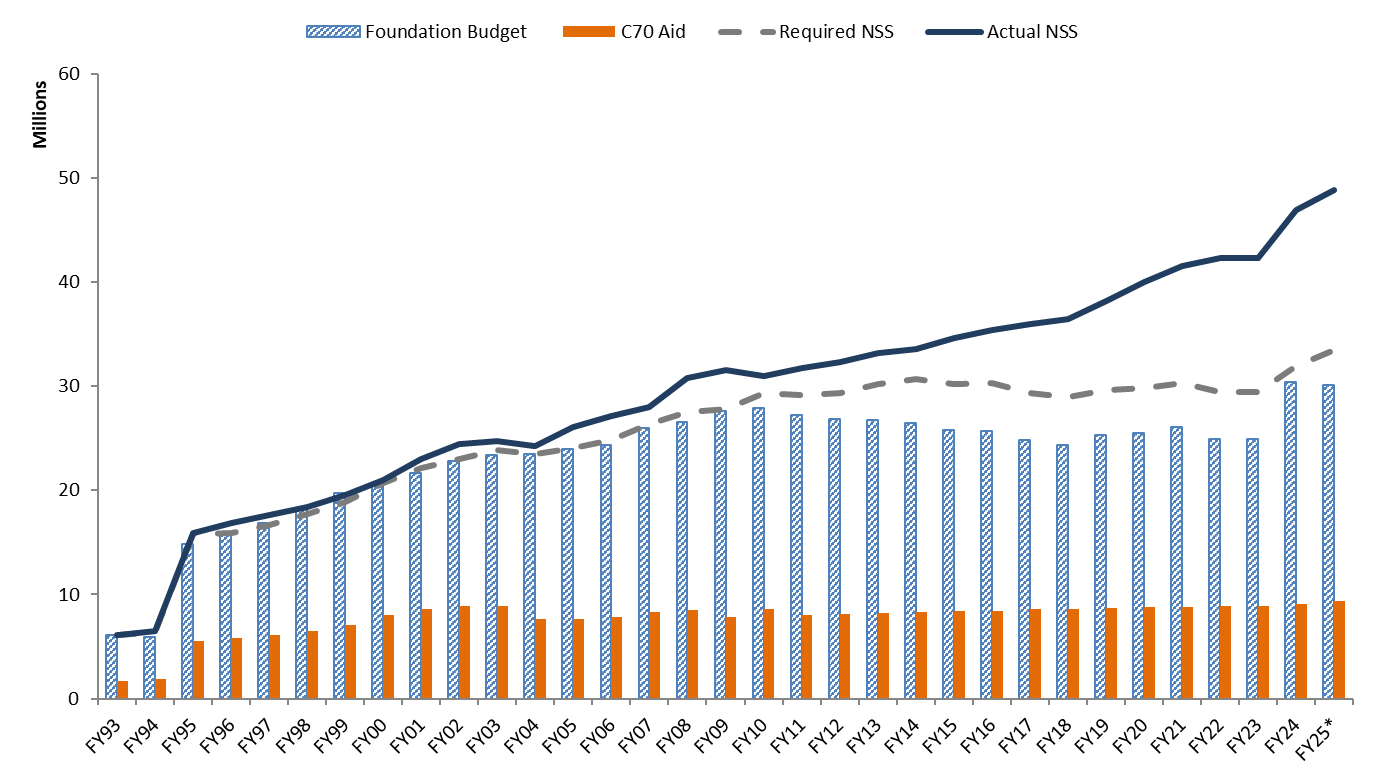 Foundation Budget C70 Aid Required NSS Actual NSS
Millions
60
50
40
30
20
10
0
FY93 FY94 FY95 FY96 FY97 FY98 FY99 FY00 FY01 FY02 FY03 FY04 FY05 FY06 FY07 FY08 FY09 FY10 FY11 FY12 FY13 FY14 FY15 FY16 FY17 FY18 FY19 FY20 FY21 FY22 FY23 FY24 FY25*